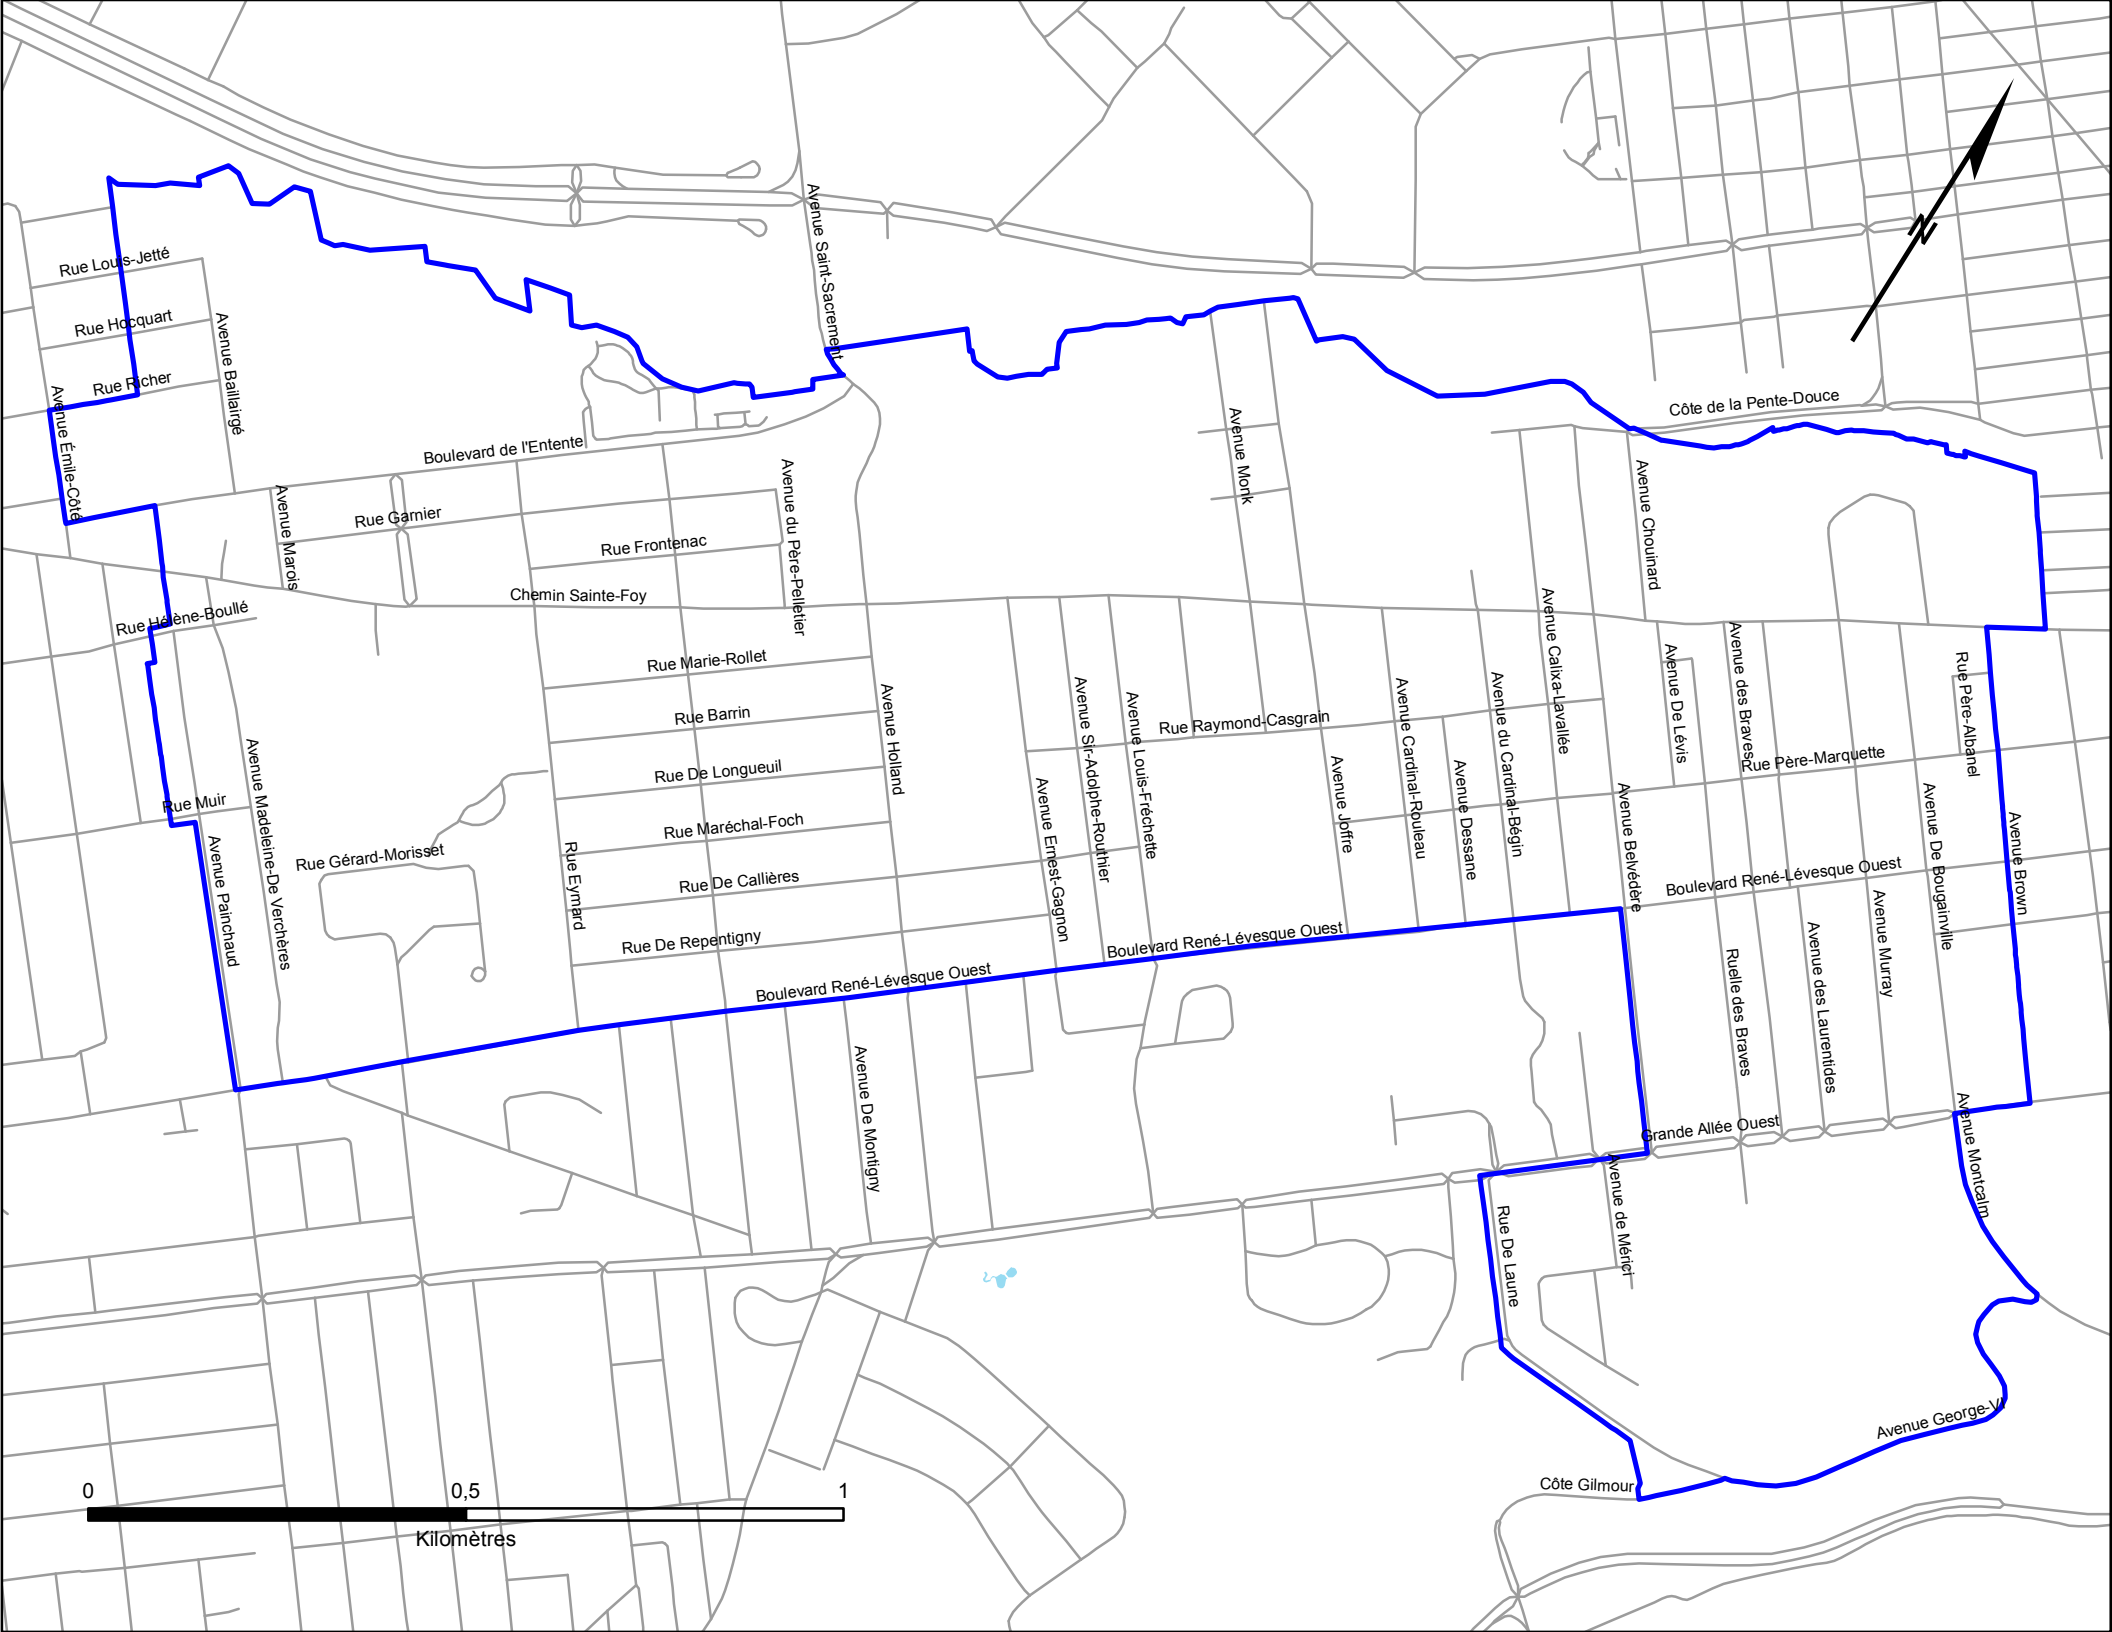 Avenue Saint-Sacrement
Rue Louis-Jetté
Rue Hocquart
Rue Richer
Avenue Baillairgé
Avenue Émile-Côté
Boulevard de l'Entente
Côte de la Pente-Douce
N
Avenue Monk
Avenue Marois
Rue Garnier
Rue Frontenac
Avenue du Père-Pelletier
Avenue Chouinard
Chemin Sainte-Foy
Rue Hélène-Boullé
Rue Marie-Rollet
Rue Barrin
Avenue Holland
Avenue Sir-Adolphe-Routhier
Avenue Louis-Fréchette
Rue Raymond-Casgrain
Avenue Cardinal-Rouleau
Avenue du Cardinal-Bégin
Avenue Calixa-Lavallée
Avenue De Lévis
Avenue des Braves
Rue Père-Marquette
Rue Père-Albanel
Rue De Longueuil
Rue Muir
Avenue Madeleine-De Verchères
Avenue Painchaud
Rue Gérard-Morisset
Rue Eymard
Rue Maréchal-Foch
Rue De Callières
Rue De Repentigny
Avenue Ernest-Gagnon
Avenue Joffre
Avenue Dessane
Avenue Belvédère
Boulevard René-Lévesque Ouest
Avenue De Bougainville
Avenue Brown
Boulevard René-Lévesque Ouest
Boulevard René-Lévesque Ouest
Ruelle des Braves
Avenue des Laurentides
Avenue Murray
Avenue De Montigny
Grande Allée Ouest
Avenue Montcalm
Avenue de Mérici
Rue De Laune
Avenue George-VI
Côte Gilmour
0 0,5 1
Kilomètres